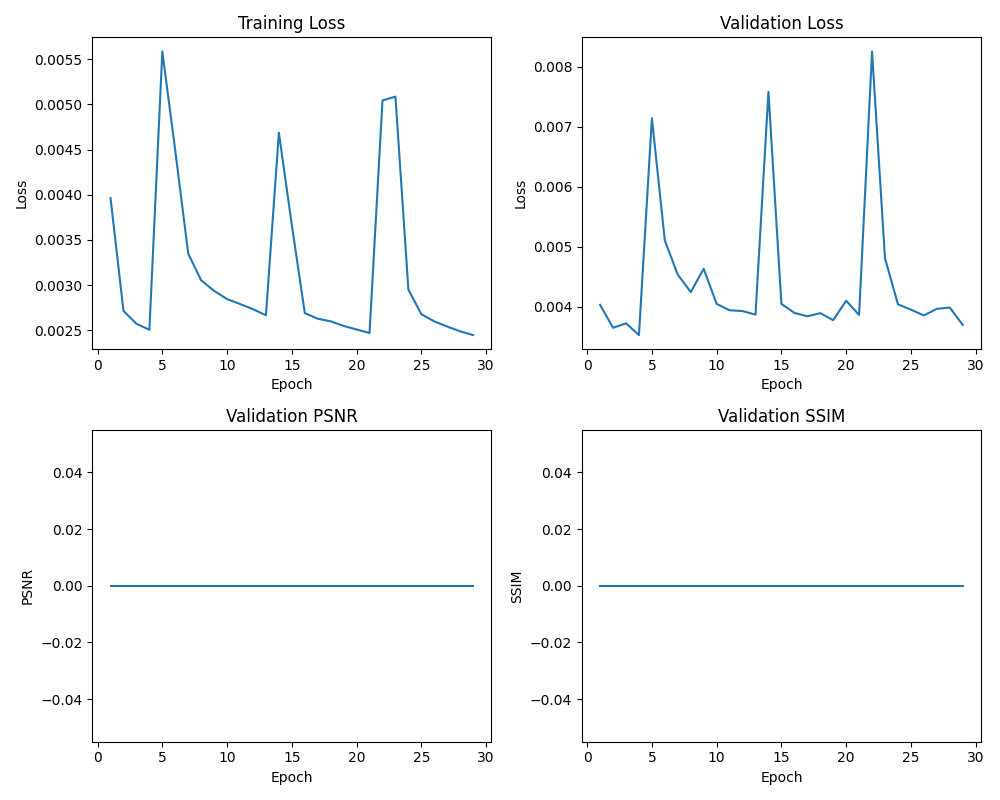 Training Loss
Loss
0.0055
0.0050
0.0045
0.0040
0.0035
0.0030
0.0025
0 5 10 15 20 25 30
Epoch
Validation Loss
Loss
0.008
0.007
0.006
0.005
0.004
0 5 10 15 20 25 30
Epoch
Validation PSNR
PSNR
0.04
0.02
0.00
−0.02
−0.04
0 5 10 15 20 25 30
Epoch
Validation SSIM
SSIM
0.04
0.02
0.00
−0.02
−0.04
0 5 10 15 20 25 30
Epoch